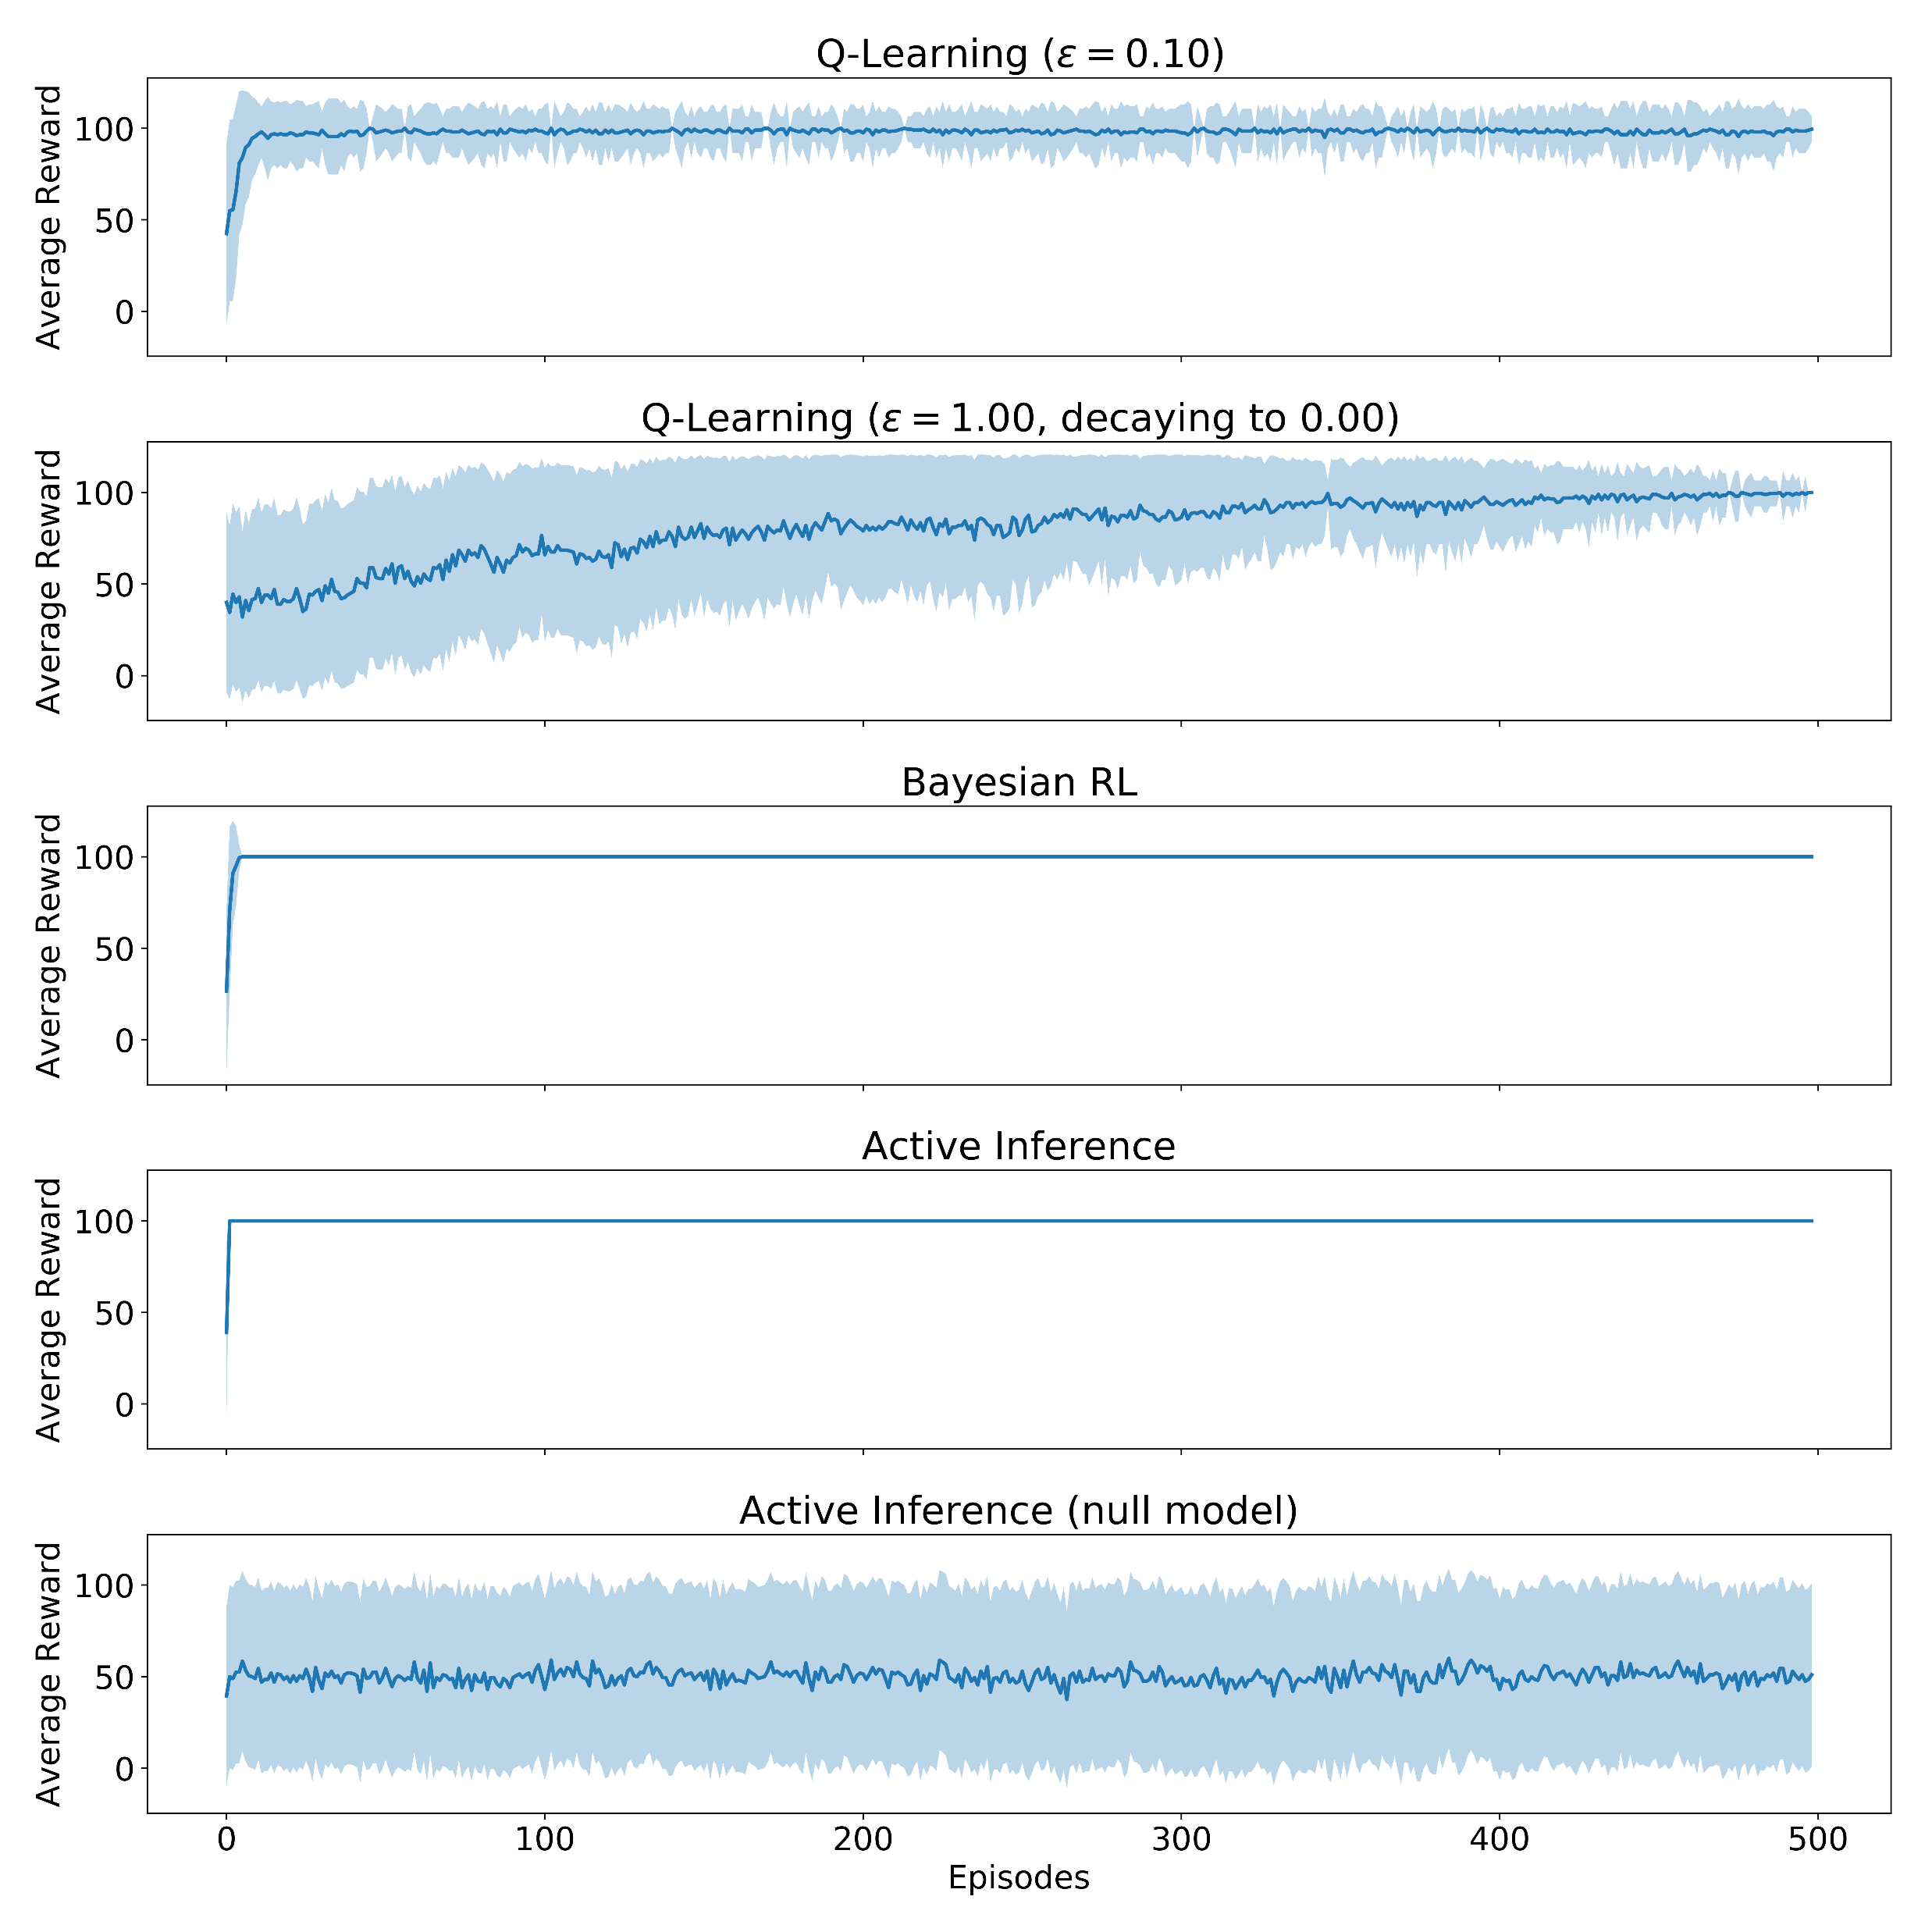 Q-Learning (ε = 0.10)
Average Reward
100
50
0
Q-Learning (ε = 1.00, decaying to 0.00)
Average Reward
100
50
0
Bayesian RL
Average Reward
100
50
0
Active Inference
Average Reward
100
50
0
Active Inference (null model)
Average Reward
100
50
0
0 100 200 300 400 500
Episodes